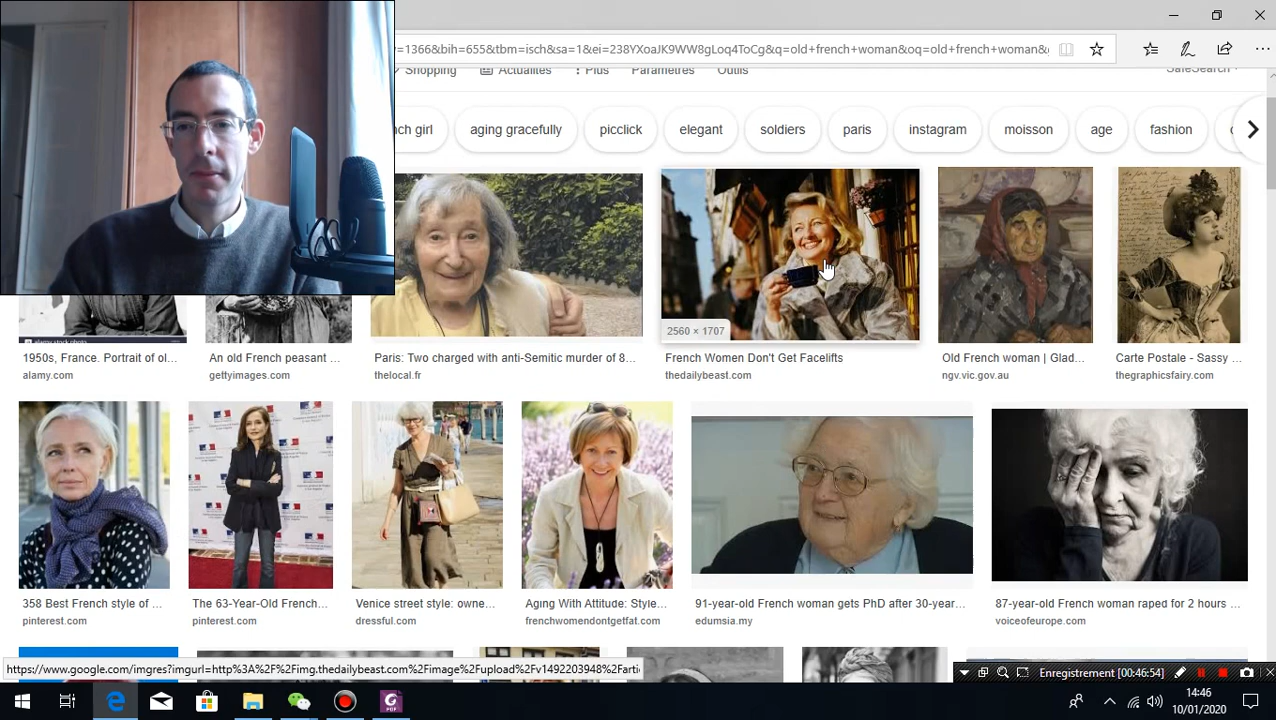 =1366&bih=655&tbm=isch&sa=1&ei=238YXoaJK9WW8gLoq4ToCg&q=old+french+woman&oq=old+french+woman&
Shopping Actualités Plus Paramètres Outils SafeSearch
ch girl aging gracefully picclick elegant soldiers paris instagram moisson age fashion
alamy stock photo
2560 × 1707
1950s, France. Portrait of ol... An old French peasant ... Paris: Two charged with anti-Semitic murder of 8... French Women Don't Get Facelifts Old French woman | Glad... Carte Postale - Sassy ...
alamy.com gettyimages.com thelocal.fr thedailybeast.com ngv.vic.gov.au thegraphicsfairy.com
358 Best French style of ... The 63-Year-Old French... Venice street style: owne... Aging With Attitude: Style... 91-year-old French woman gets PhD after 30-year... 87-year-old French woman raped for 2 hours ...
pinterest.com pinterest.com dressful.com frenchwomendontgetfat.com edumsia.my voiceofeurope.com
https://www.google.com/imgres?imgurl=http%3A%2F%2Fimg.thedailybeast.com%2Fimage%2Fupload%2Fv1492203948%2Farti
Enregistrement [00:46:54]
PDF
14:46
10/01/2020